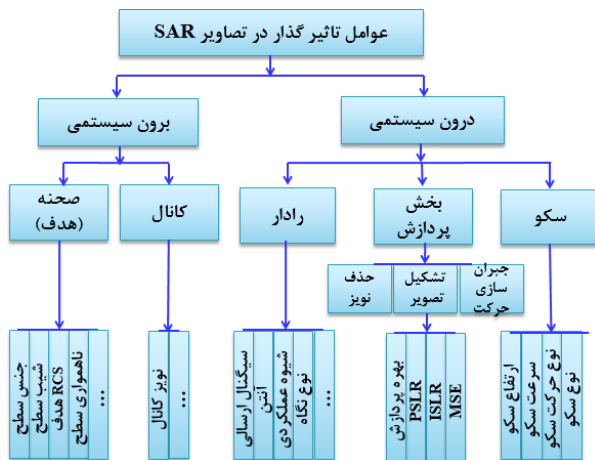 عوامل تاثیر گذار در تصاویر SAR
درون سیستمی
برون سیستمی
سکو
بخش
پردازش
رادار
کانال
صحنه
(هدف)
جبران
سازی
حرکت
تشکیل
تصویر
حذف
نویز
ارتفاع سکو
سرعت سکو
نوع حرکت سکو
نوع سکو
بهره پردازش
PSLR
ISLR
MSE
سیگنال ارسالی
آنتن
شیوه عملکردی
نوع نگاه
...
نویز کانال
...
جنس سطح
شیب سطح
RCS هدف
ناهمواری سطح
...